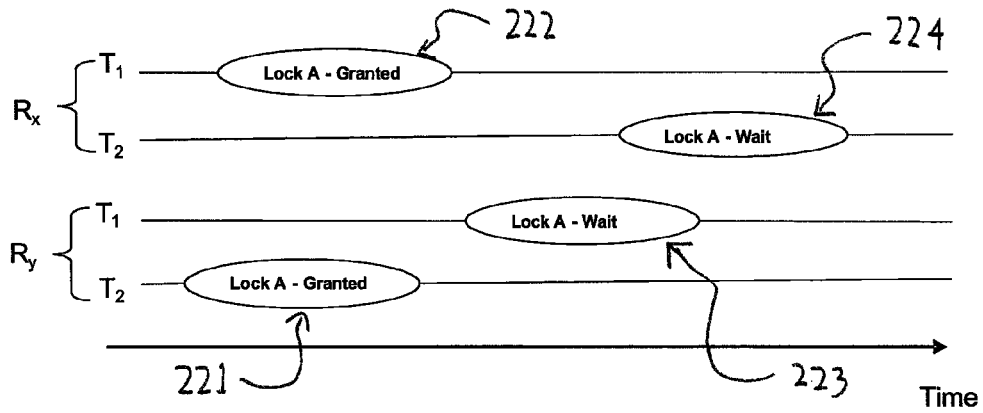 222
224
T1 Lock A - Granted
Rx
T2 Lock A - Wait
T1 Lock A - Wait
Ry
T2 Lock A - Granted
221
223
Time